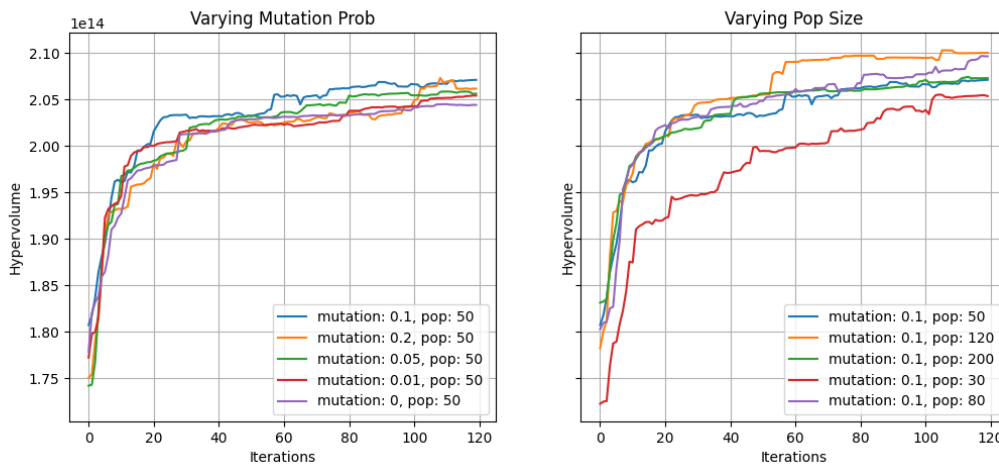 Varying Mutation Prob
1e14
2.10
2.05
2.00
1.95
1.90
1.85
1.80
1.75
Hypervolume
mutation: 0.1, pop: 50
mutation: 0.2, pop: 50
mutation: 0.05, pop: 50
mutation: 0.01, pop: 50
mutation: 0, pop: 50
0 20 40 60 80 100 120
Iterations
Varying Pop Size
Hypervolume
mutation: 0.1, pop: 50
mutation: 0.1, pop: 120
mutation: 0.1, pop: 200
mutation: 0.1, pop: 30
mutation: 0.1, pop: 80
0 20 40 60 80 100 120
Iterations